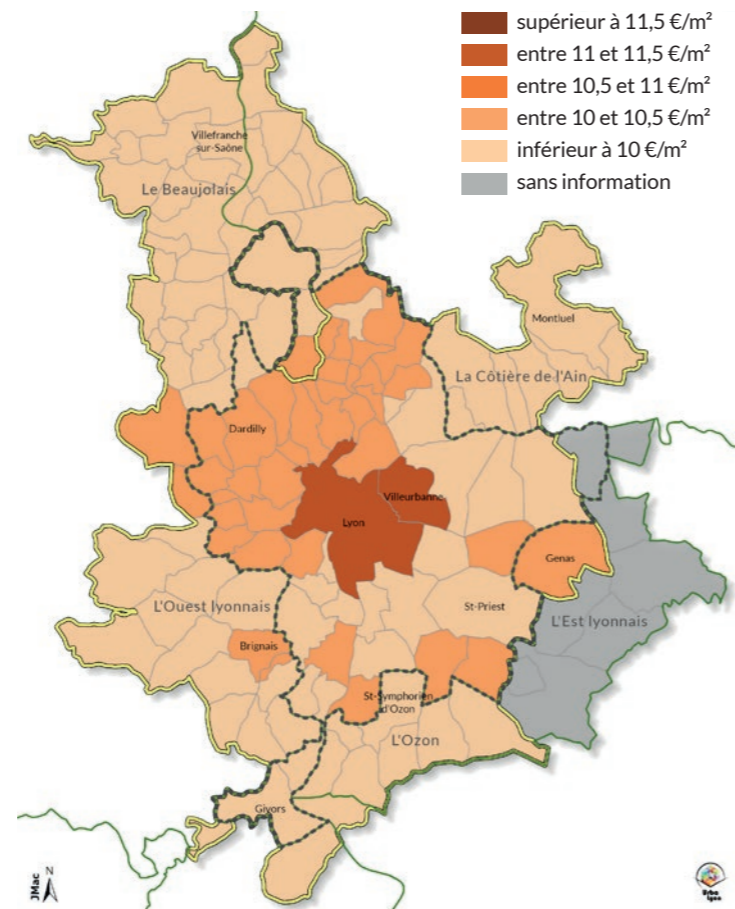 supérieur à 11,5 €/m²
entre 11 et 11,5 €/m²
entre 10,5 et 11 €/m²
entre 10 et 10,5 €/m²
inférieur à 10 €/m²
sans information
Villefranche
sur-Saône
Le Beaujolais
Montluel
La Côtière de l'Ain
Dardilly
Villeurbanne
Lyon
Genas
L'Ouest lyonnais
St-Priest
L'Est lyonnais
Brignais
St-Symphorien
d'Ozon
L'Ozon
Givors
JMac
N
Urba
lyon